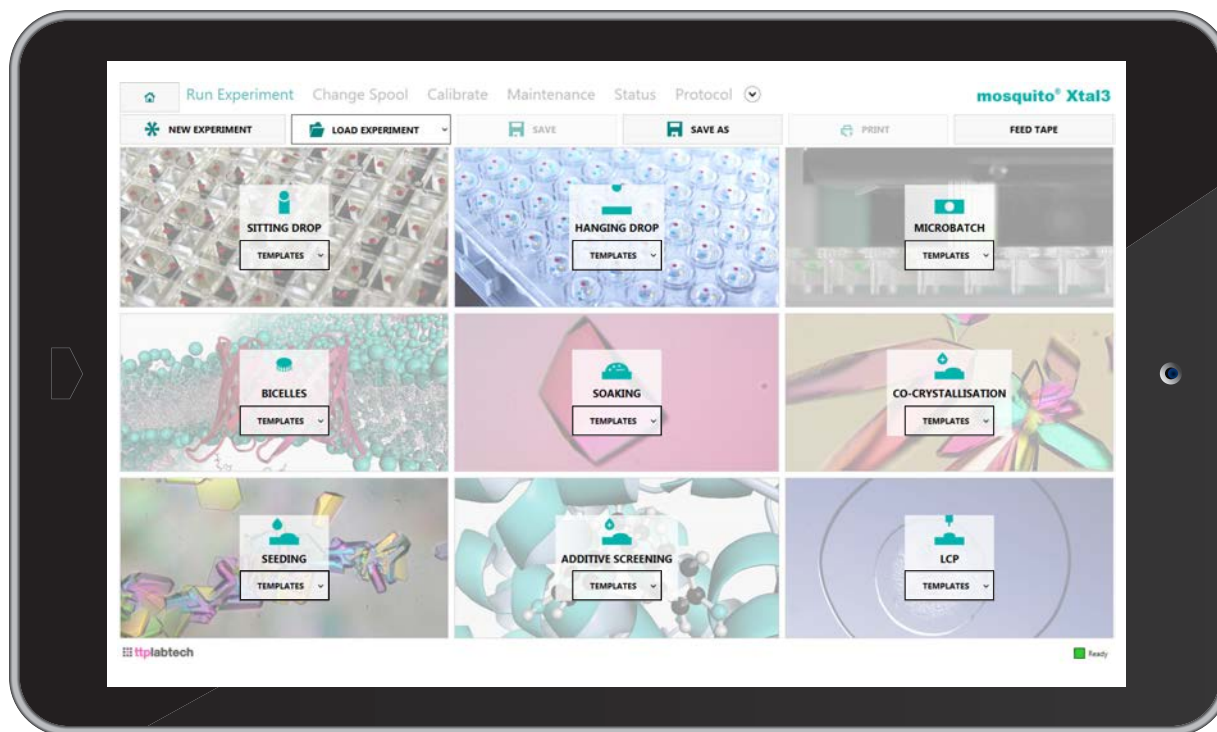 Run Experiment Change Spool Calibrate Maintenance Status Protocol
mosquito® Xtal3
NEW EXPERIMENT LOAD EXPERIMENT SAVE SAVE AS PRINT FEED TAPE
SITTING DROP HANGING DROP MICROBATCH
TEMPLATES TEMPLATES TEMPLATES
BICELLES SOAKING CO-CRYSTALLISATION
TEMPLATES TEMPLATES TEMPLATES
SEEDING ADDITIVE SCREENING LCP
TEMPLATES TEMPLATES TEMPLATES
ttplabtech Ready